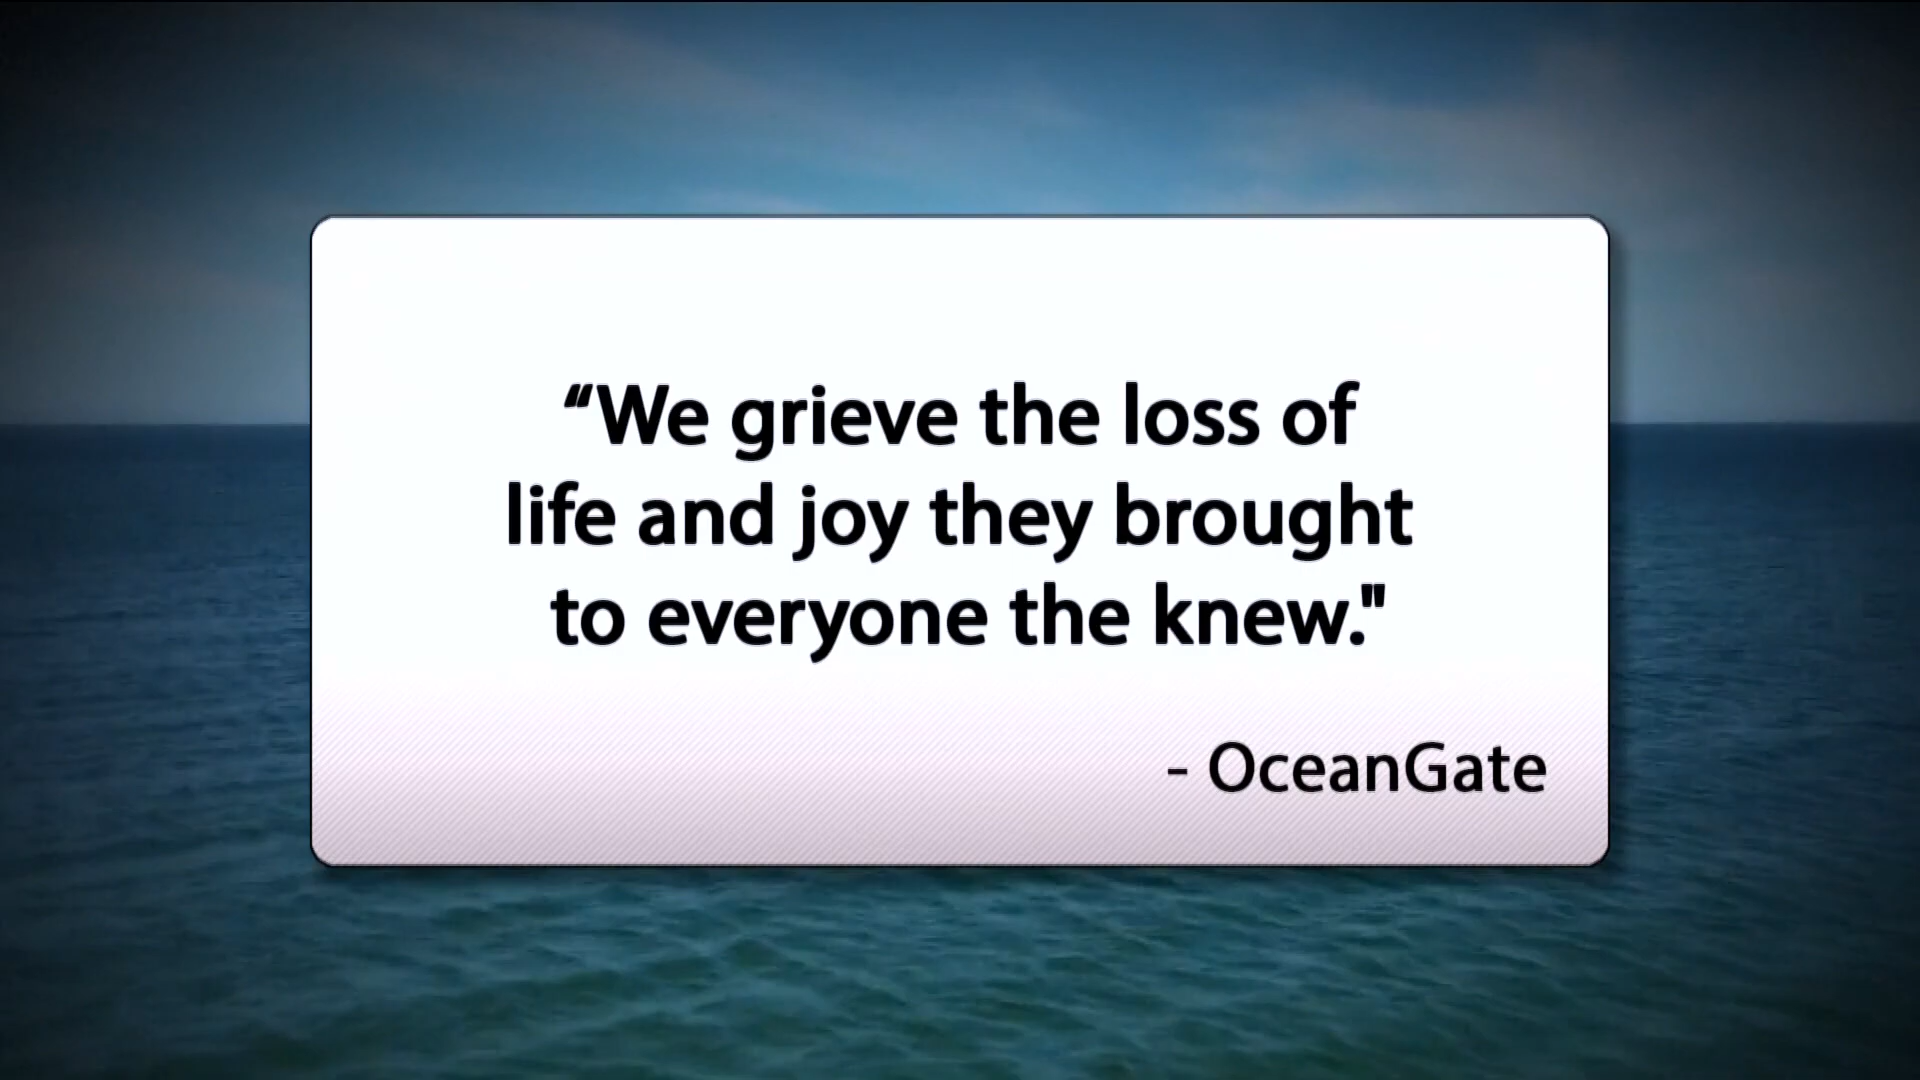 “We grieve the loss of
life and joy they brought
to everyone the knew."
- OceanGate